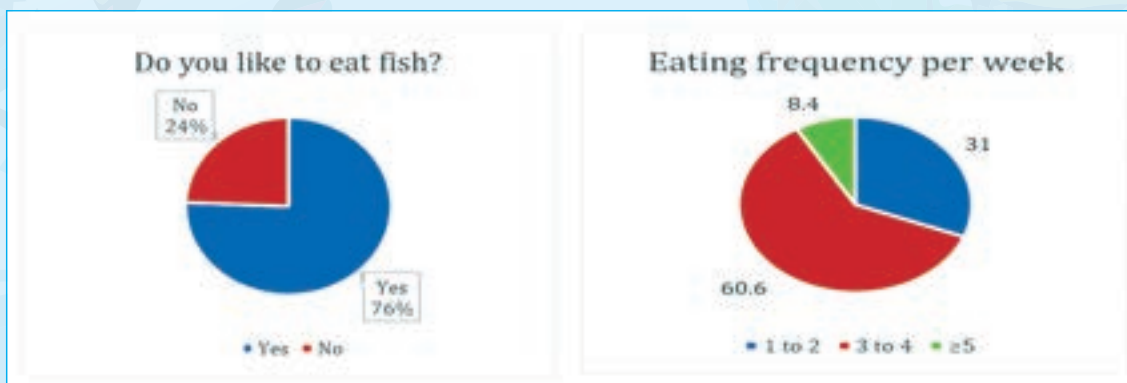 Do you like to eat fish?
No
24%
Yes
76%
Yes No
Eating frequency per week
8.4
31
60.6
1 to 2 3 to 4 ≥5